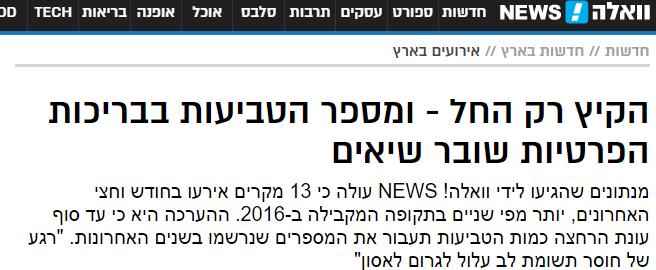 וואלה! NEWS חדשות ספורט עסקים תרבות סלבס אוכל אופנה בריאות TECH OD
חדשות // חדשות בארץ // אירועים בארץ
הקיץ רק החל - ומספר הטביעות בבריכות
הפרטיות שובר שיאים
מנתונים שהגיעו לידי וואלה! NEWS עולה כי 13 מקרים אירעו בחודש וחצי
האחרונים, יותר מפי שניים בתקופה המקבילה ב-2016. ההערכה היא כי עד סוף
עונת הרחצה כמות הטביעות תעבור את המספרים שנרשמו בשנים האחרונות. "רגע
של חוסר תשומת לב עלול לגרום לאסון"